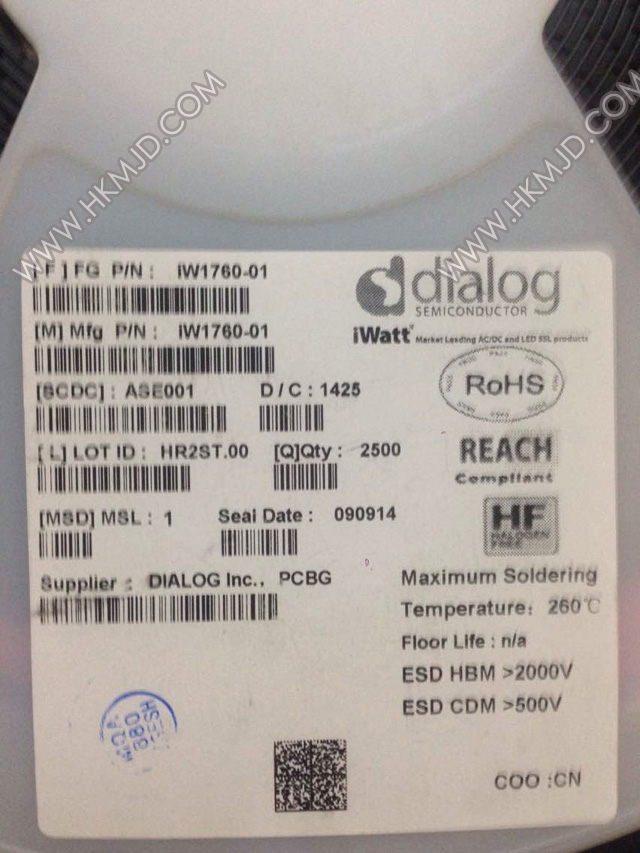 WWW.HKMJD.COM
WWW.HKMJD.COM
[F] FG P/N : iW1760-01
dialog
SEMICONDUCTOR
[M] Mfg P/N : iW1760-01
iWatt Market Leading AC/DC and LED SSL products
[SCDC] : ASE001 D/C : 1425
RoHS
[L] LOT ID : HR2ST.00 [Q]Qty : 2500
REACH
Compliant
[MSD] MSL : 1 Seal Date : 090914
HF
HALOGEN
FREE
Supplier : DIALOG Inc., PCBG
Maximum Soldering
Temperature: 260℃
Floor Life : n/a
ESD HBM >2000V
ESD CDM >500V
COO :CN